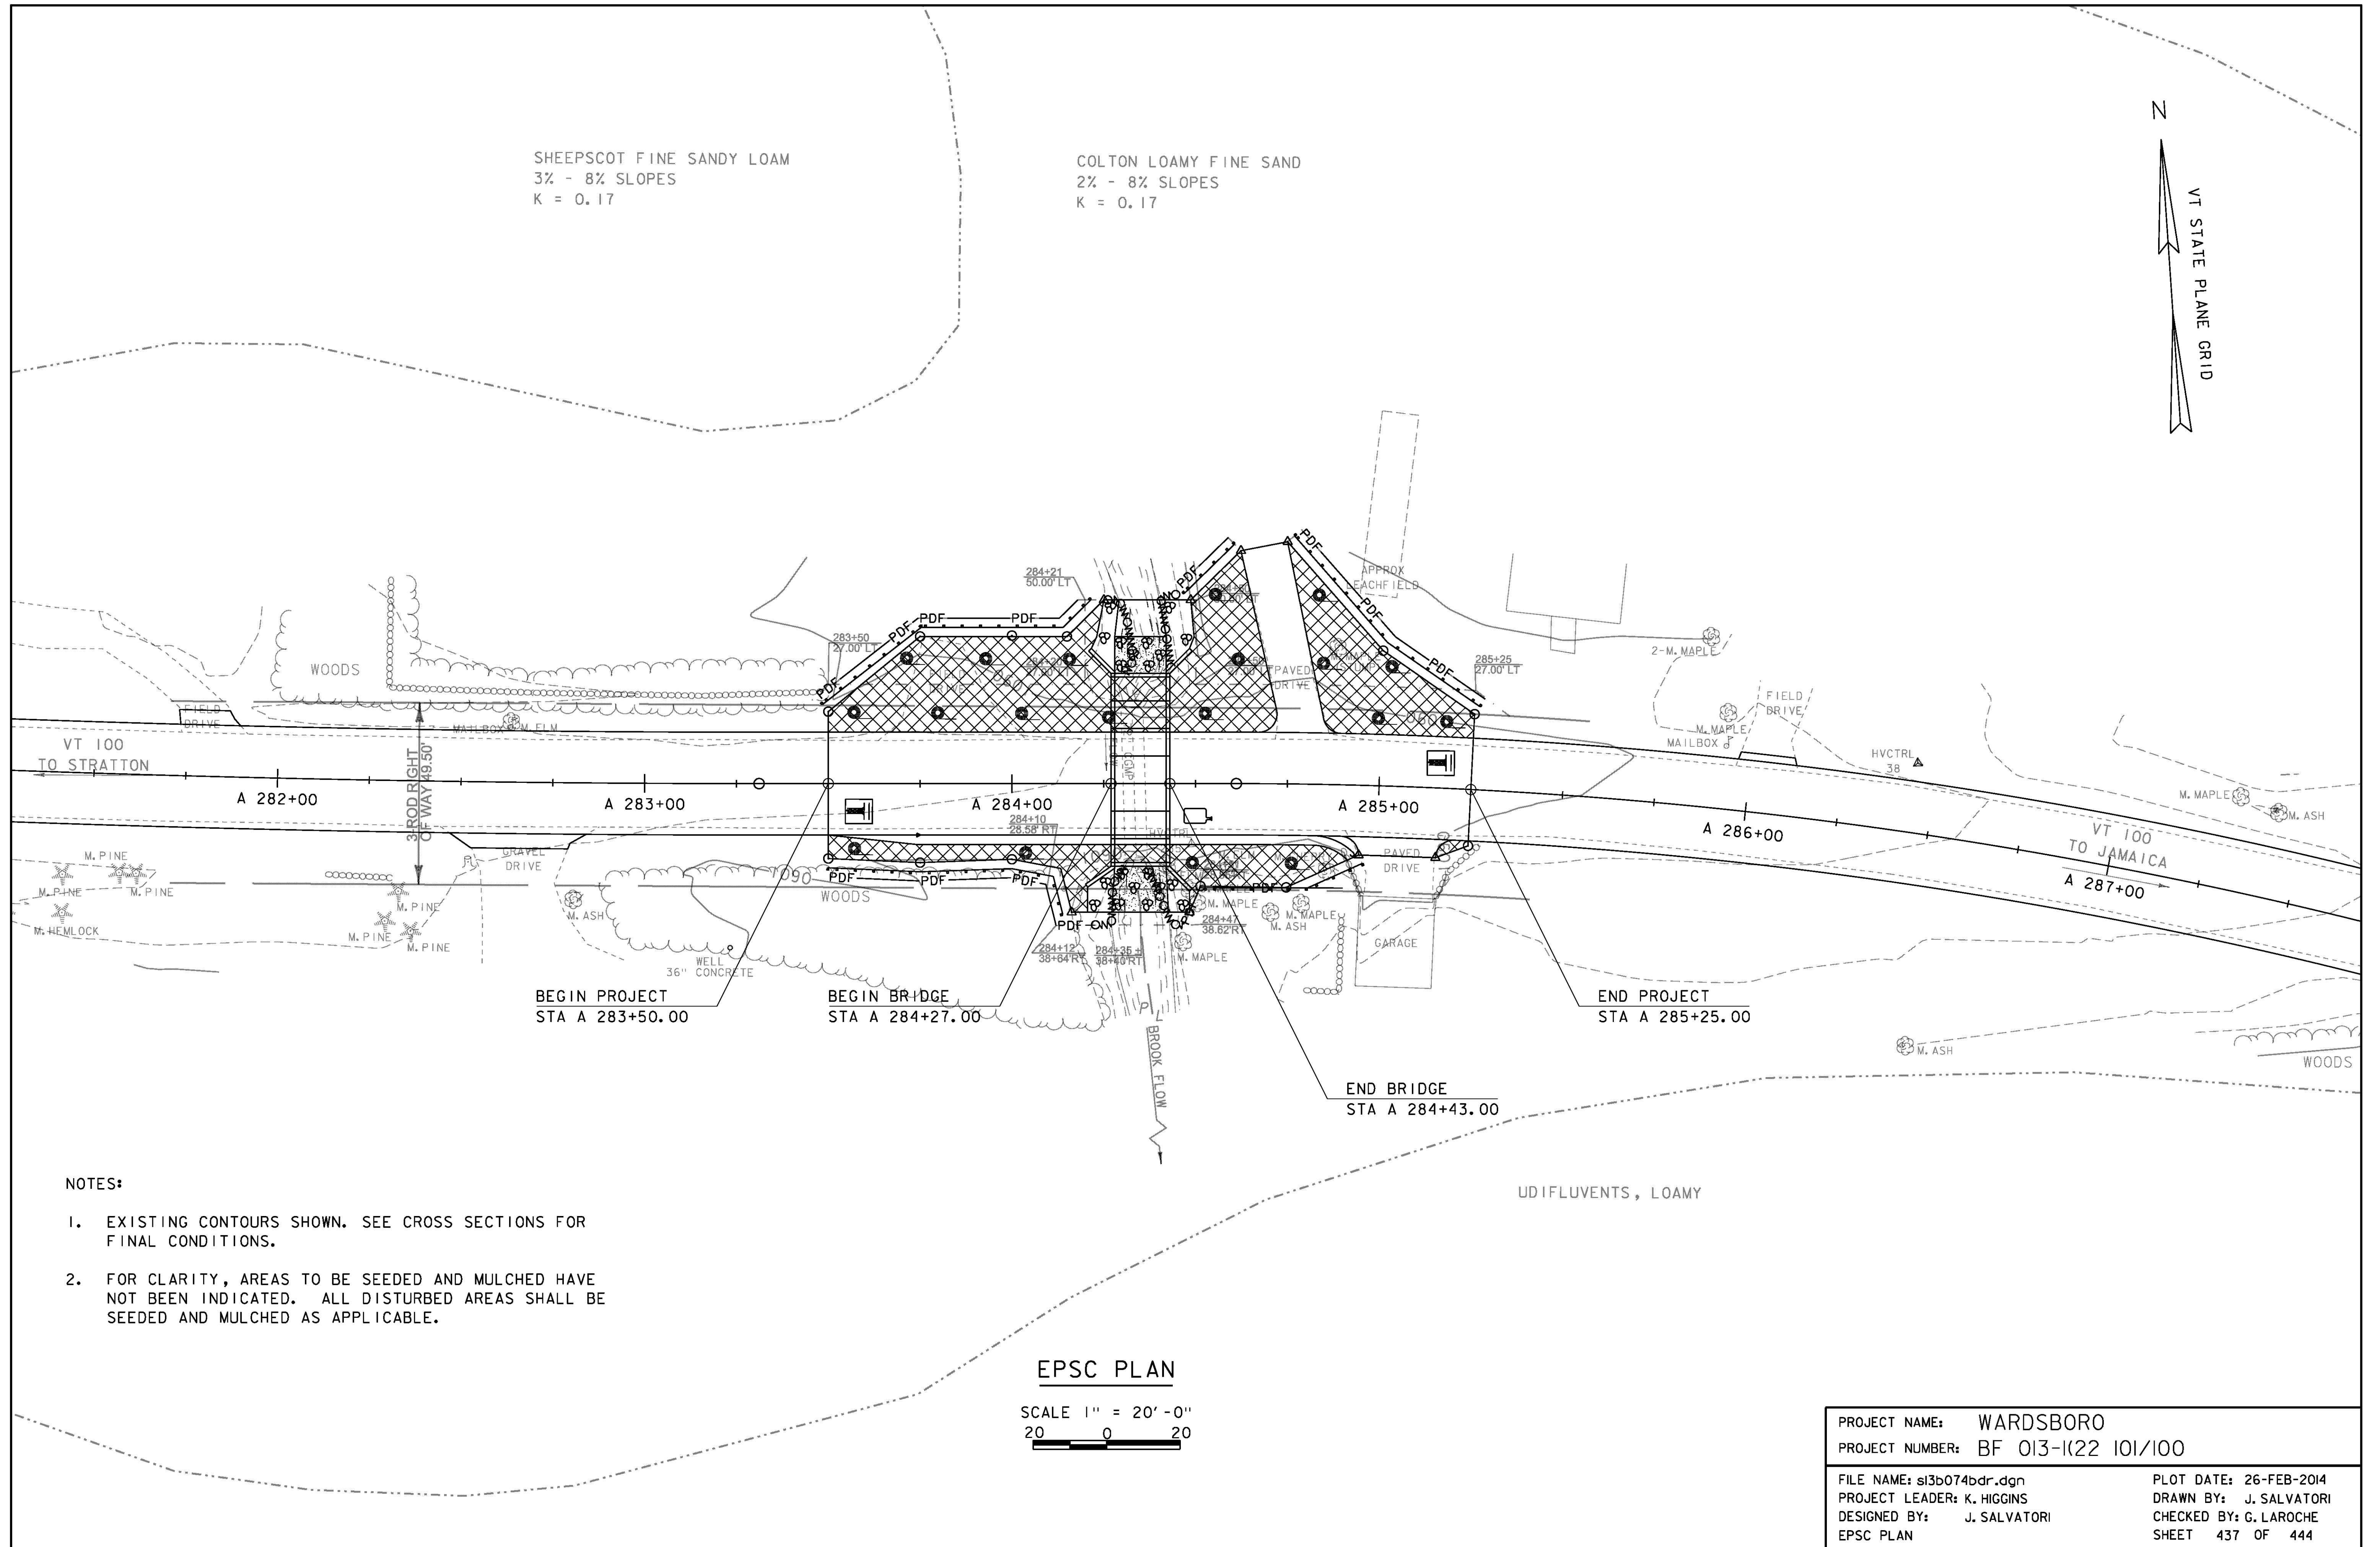 SHEEPSCOT FINE SANDY LOAM
3% - 8% SLOPES
K = 0.17
COLTON LOAMY FINE SAND
2% - 8% SLOPES
K = 0.17
N
VT STATE PLANE GRID
284+21
50.00' LT
283+50
27.00' LT
285+25
27.00' LT
PDF
PDF
PDF
PDF
PDF
PDF
PDF
PDF
PDF
APPROX
LEACHFIELD
WOODS
FIELD
DRIVE
MAILBOX
M. ELM
PAVED
DRIVE
2-M. MAPLE
FIELD
DRIVE
M. MAPLE
MAILBOX
HVCTRL
38
M. MAPLE
M. ASH
VT 100
TO STRATTON
3-ROD RIGHT
OF WAY 49.50'
A 282+00
A 283+00
A 284+00
A 285+00
A 286+00
A 287+00
VT 100
TO JAMAICA
284+10
28.58' RT
M. PINE
M. PINE
M. PINE
M. PINE
M. PINE
M. PINE
M. HEMLOCK
GRAVEL
DRIVE
M. ASH
1090
WOODS
PDF
PDF
PDF
PDF
PDF
PAVED
DRIVE
M. MAPLE
M. MAPLE
M. ASH
M. MAPLE
284+47
38.62' RT
284+12
38+64' RT
284+35 ±
38+40' RT
GARAGE
WELL
36" CONCRETE
BEGIN PROJECT
STA A 283+50.00
BEGIN BRIDGE
STA A 284+27.00
END PROJECT
STA A 285+25.00
END BRIDGE
STA A 284+43.00
BROOK FLOW
M. ASH
WOODS
UDIFLUVENTS, LOAMY
NOTES:
1. EXISTING CONTOURS SHOWN. SEE CROSS SECTIONS FOR
FINAL CONDITIONS.
2. FOR CLARITY, AREAS TO BE SEEDED AND MULCHED HAVE
NOT BEEN INDICATED. ALL DISTURBED AREAS SHALL BE
SEEDED AND MULCHED AS APPLICABLE.
EPSC PLAN
SCALE 1" = 20'-0"
20 0 20
PROJECT NAME: WARDSBORO
PROJECT NUMBER: BF 013-1(22 101/100
FILE NAME: s13b074bdr.dgn
PLOT DATE: 26-FEB-2014
PROJECT LEADER: K. HIGGINS
DRAWN BY: J. SALVATORI
DESIGNED BY: J. SALVATORI
CHECKED BY: G. LAROCHE
EPSC PLAN
SHEET 437 OF 444